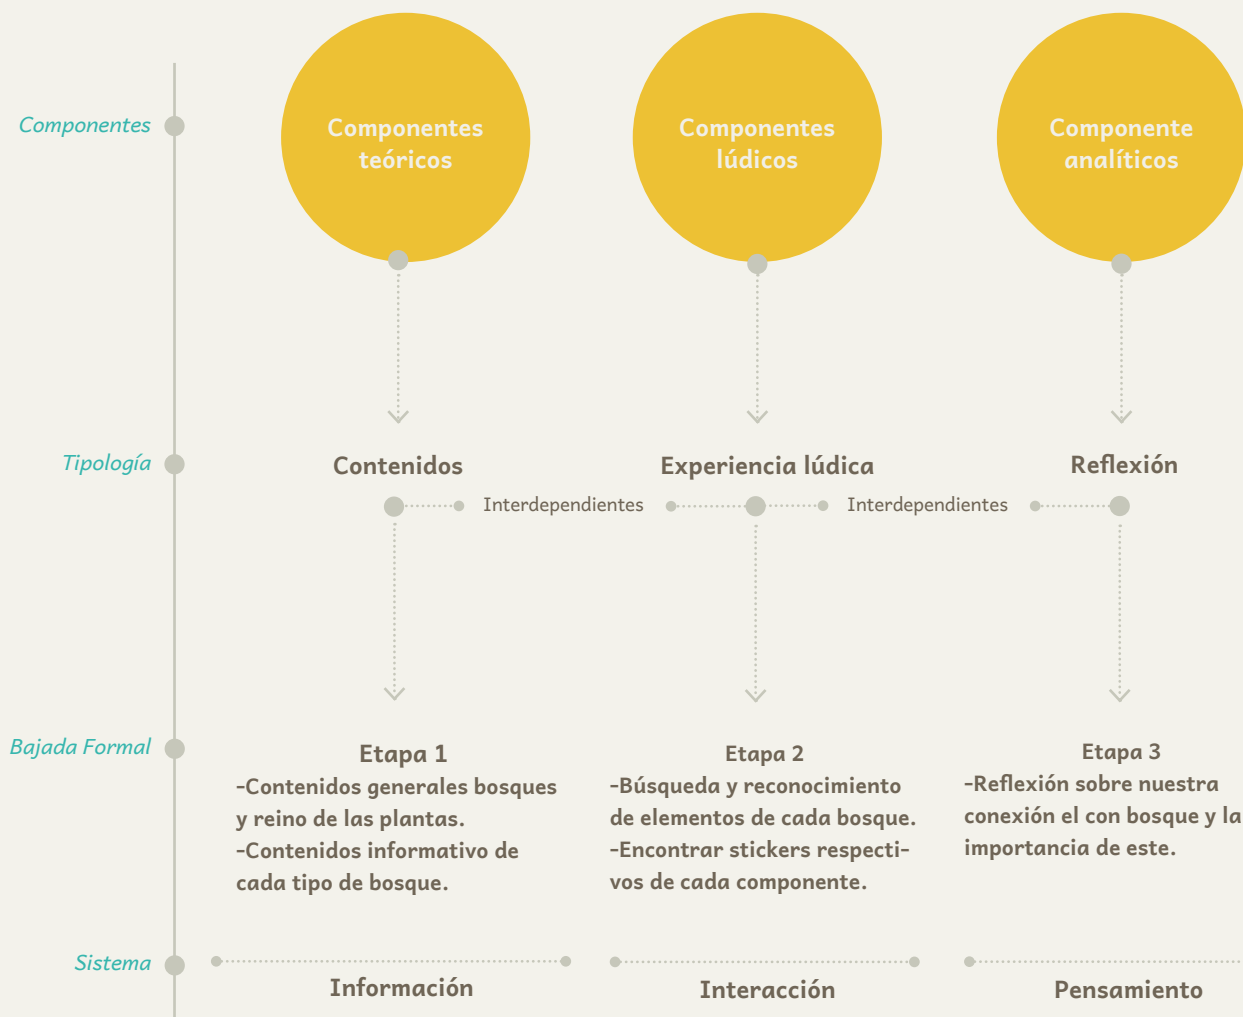 Componentes
Componentes
teóricos
Componentes
lúdicos
Componente
analíticos
Tipología
Contenidos
Experiencia lúdica
Reflexión
Interdependientes
Interdependientes
Bajada Formal
Etapa 1
-Contenidos generales bosques
y reino de las plantas.
-Contenidos informativo de
cada tipo de bosque.
Etapa 2
-Búsqueda y reconocimiento
de elementos de cada bosque.
-Encontrar stickers respecti-
vos de cada componente.
Etapa 3
-Reflexión sobre nuestra
conexión el con bosque y la
importancia de este.
Sistema
Información
Interacción
Pensamiento